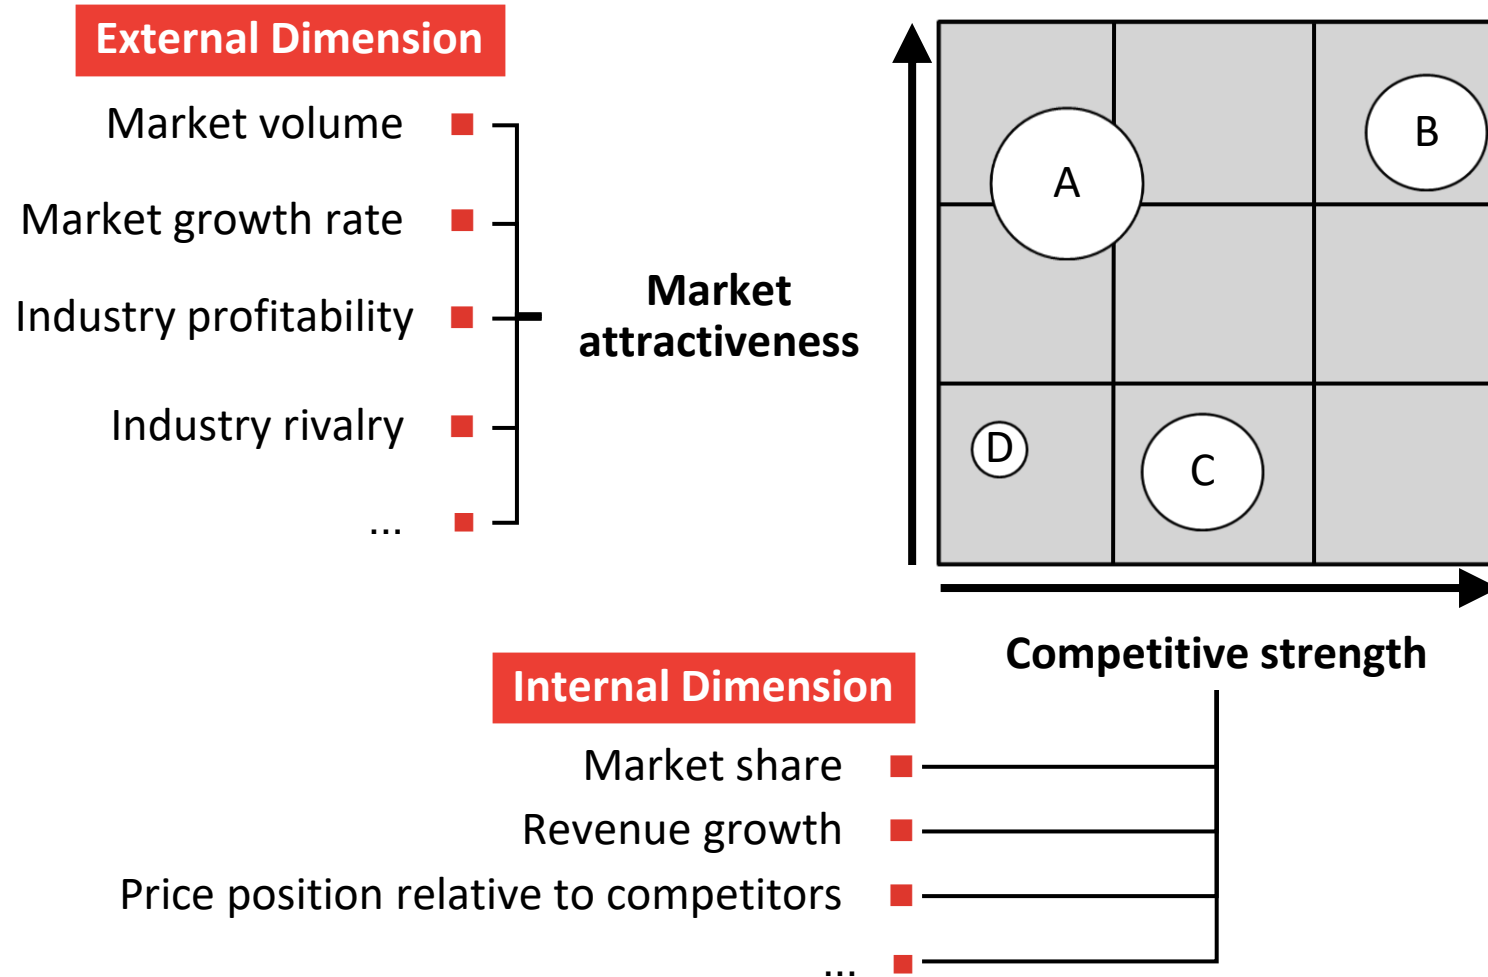 External Dimension
Market volume
Market growth rate
Industry profitability
Industry rivalry
...
Market
attractiveness
A
B
D
C
Competitive strength
Internal Dimension
Market share
Revenue growth
Price position relative to competitors
...